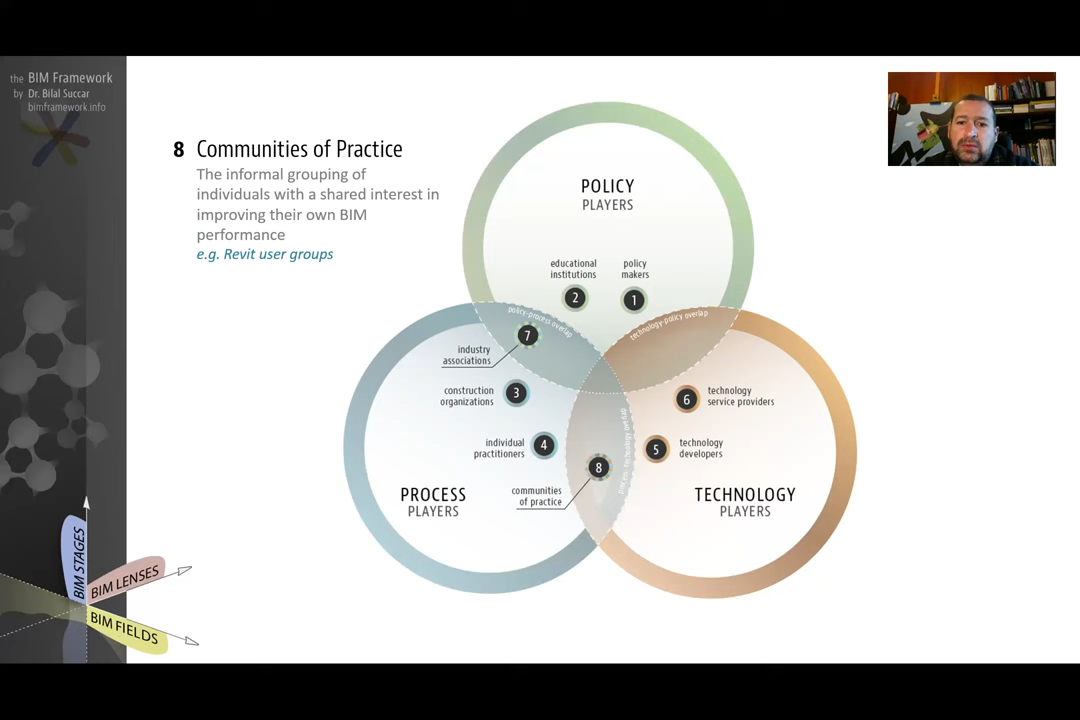 the BIM Framework
by Dr. Bilal Succar
bimframework.info
8 Communities of Practice
The informal grouping of
individuals with a shared interest in
improving their own BIM
performance
e.g. Revit user groups
POLICY
PLAYERS
educational
institutions
policy
makers
2
1
policy-process overlap
technology-policy overlap
7
industry
associations
construction
organizations
3
6
technology
service providers
individual
practitioners
4
5
technology
developers
process-technology overlap
8
communities
of practice
PROCESS
PLAYERS
TECHNOLOGY
PLAYERS
BIM STAGES
BIM LENSES
BIM FIELDS